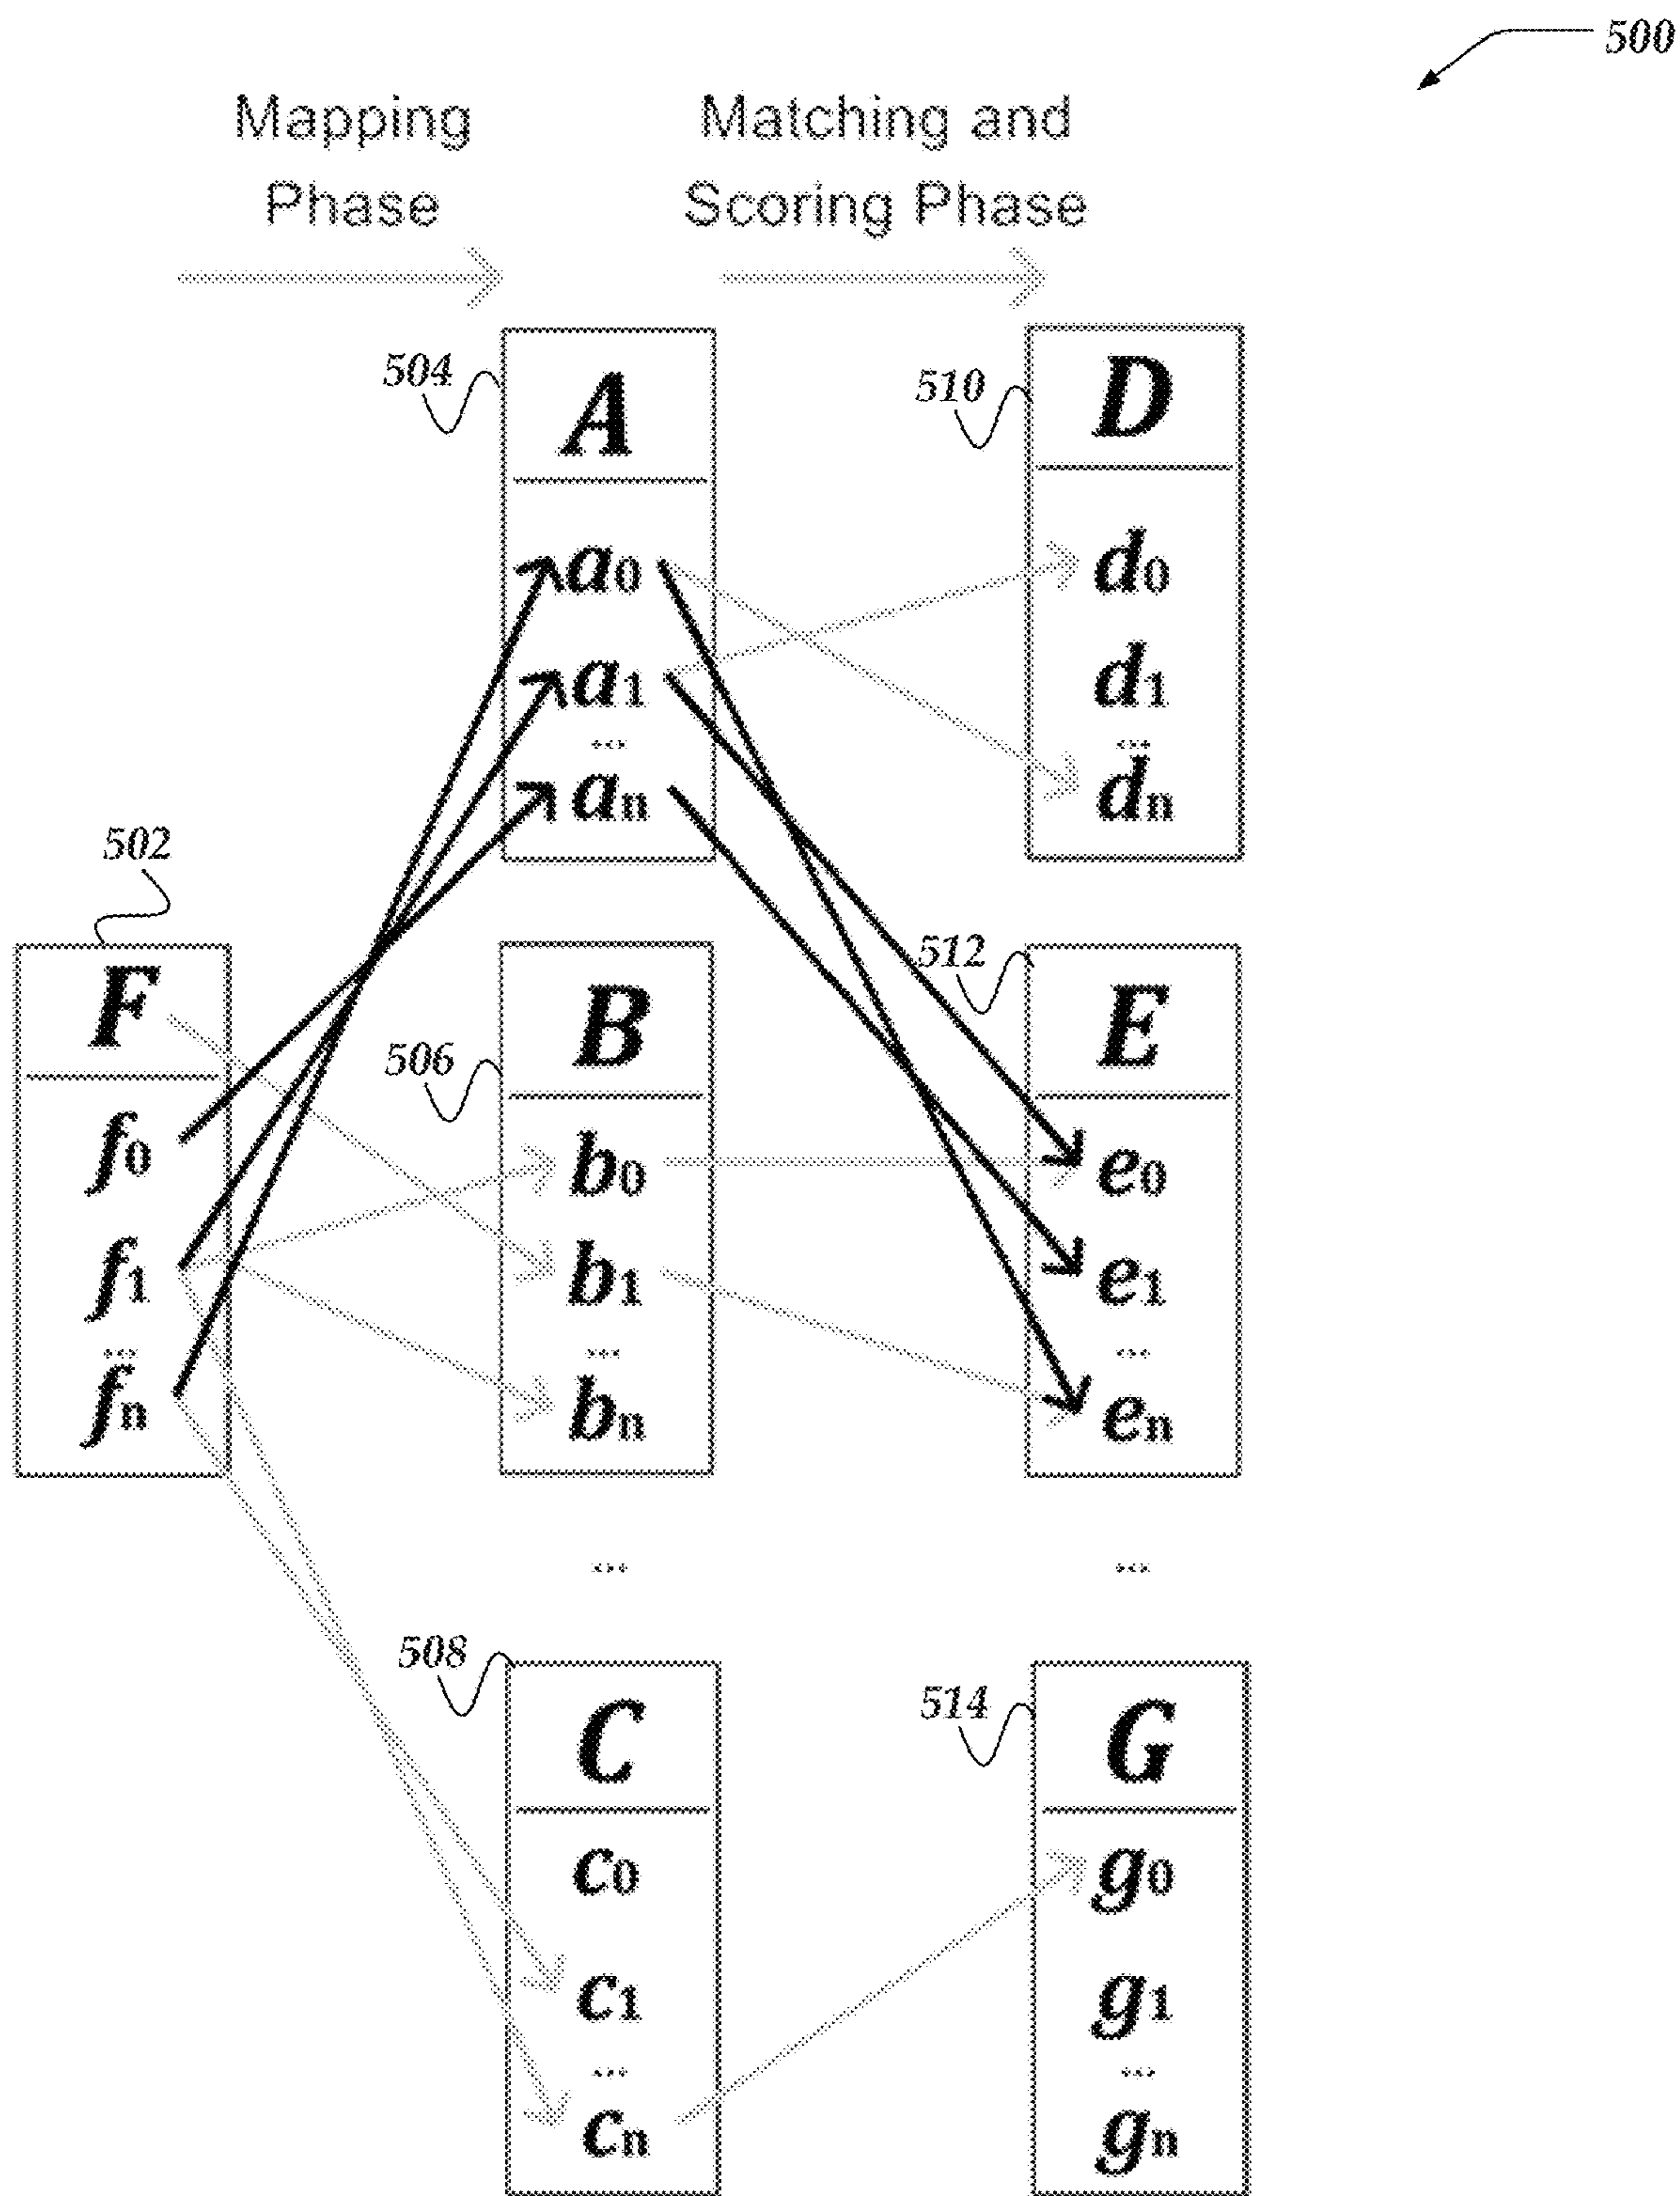 500
Mapping
Phase
Matching and
Scoring Phase
504
A
a0
a1
...
an
510
D
d0
d1
...
dn
502
F
f0
f1
...
fn
506
B
b0
b1
...
bn
512
E
e0
e1
...
en
...
...
508
C
c0
c1
...
cn
514
G
g0
g1
...
gn